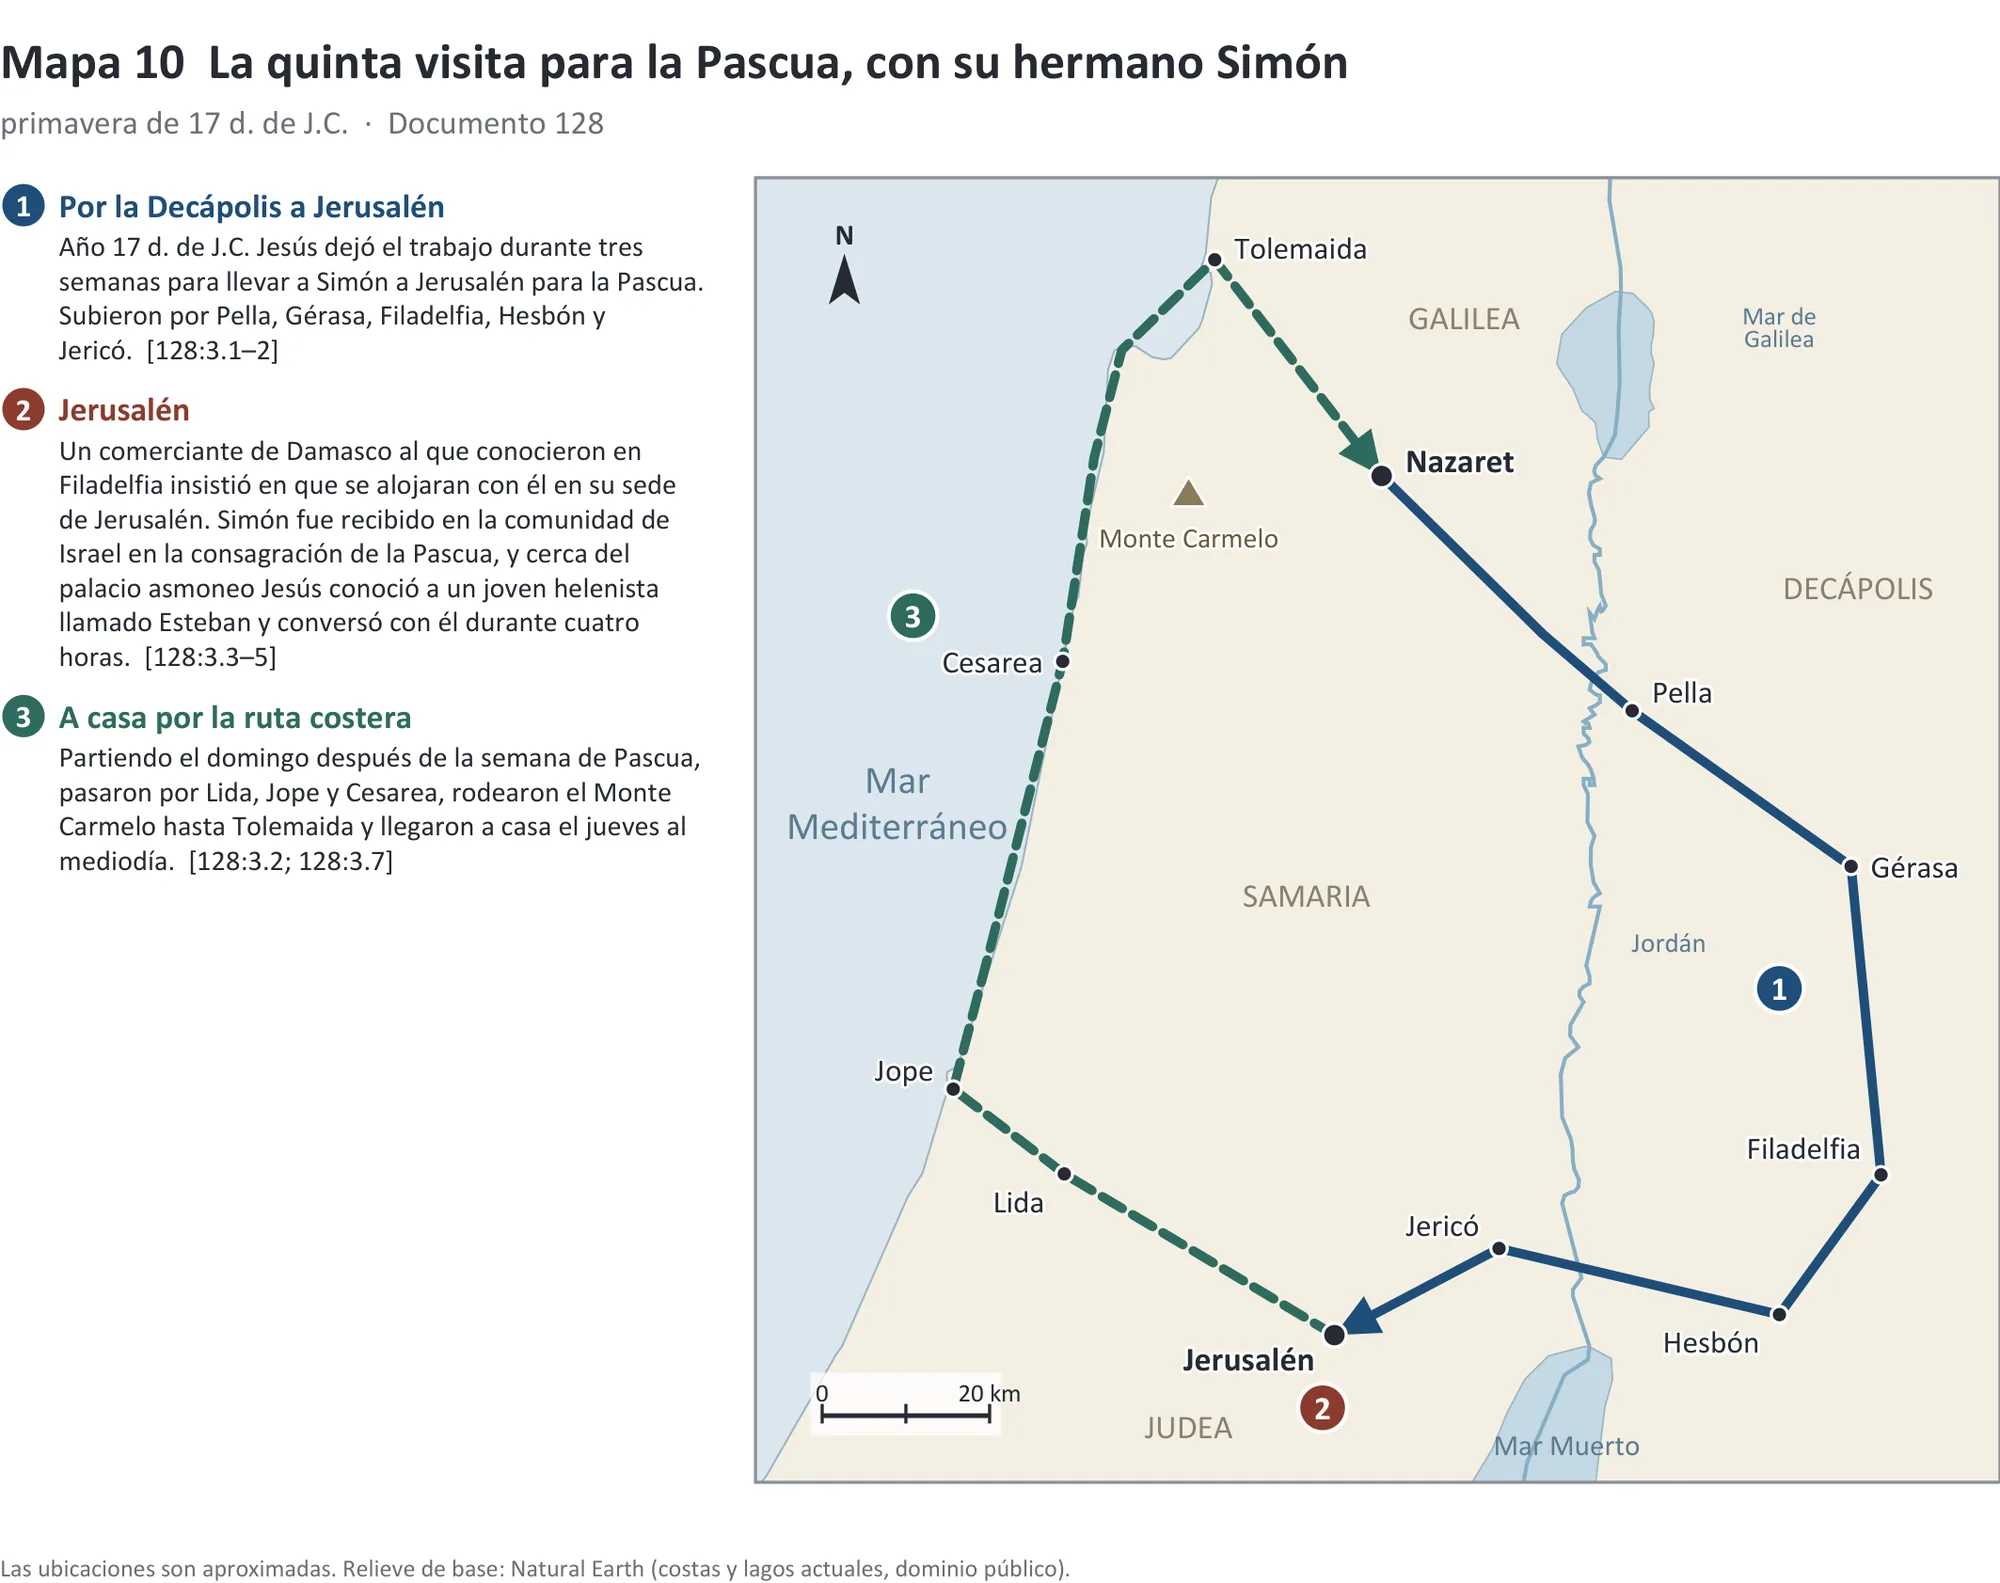 Mapa 10  La quinta visita para la Pascua, con su hermano Simón
primavera de 17 d. de J.C.  ·  Documento 128
1 Por la Decápolis a Jerusalén
Año 17 d. de J.C. Jesús dejó el trabajo durante tres
semanas para llevar a Simón a Jerusalén para la Pascua.
Subieron por Pella, Gérasa, Filadelfia, Hesbón y
Jericó.  [128:3.1–2]
2 Jerusalén
Un comerciante de Damasco al que conocieron en
Filadelfia insistió en que se alojaran con él en su sede
de Jerusalén. Simón fue recibido en la comunidad de
Israel en la consagración de la Pascua, y cerca del
palacio asmoneo Jesús conoció a un joven helenista
llamado Esteban y conversó con él durante cuatro
horas.  [128:3.3–5]
3 A casa por la ruta costera
Partiendo el domingo después de la semana de Pascua,
pasaron por Lida, Jope y Cesarea, rodearon el Monte
Carmelo hasta Tolemaida y llegaron a casa el jueves al
mediodía.  [128:3.2; 128:3.7]
N
Tolemaida
GALILEA
Mar de
Galilea
Nazaret
Monte Carmelo
DECÁPOLIS
3
Cesarea
Pella
Mar
Mediterráneo
Gérasa
SAMARIA
Jordán
1
Jope
Filadelfia
Lida
Jericó
Hesbón
Jerusalén
0 20 km
2
JUDEA
Mar Muerto
Las ubicaciones son aproximadas. Relieve de base: Natural Earth (costas y lagos actuales, dominio público).